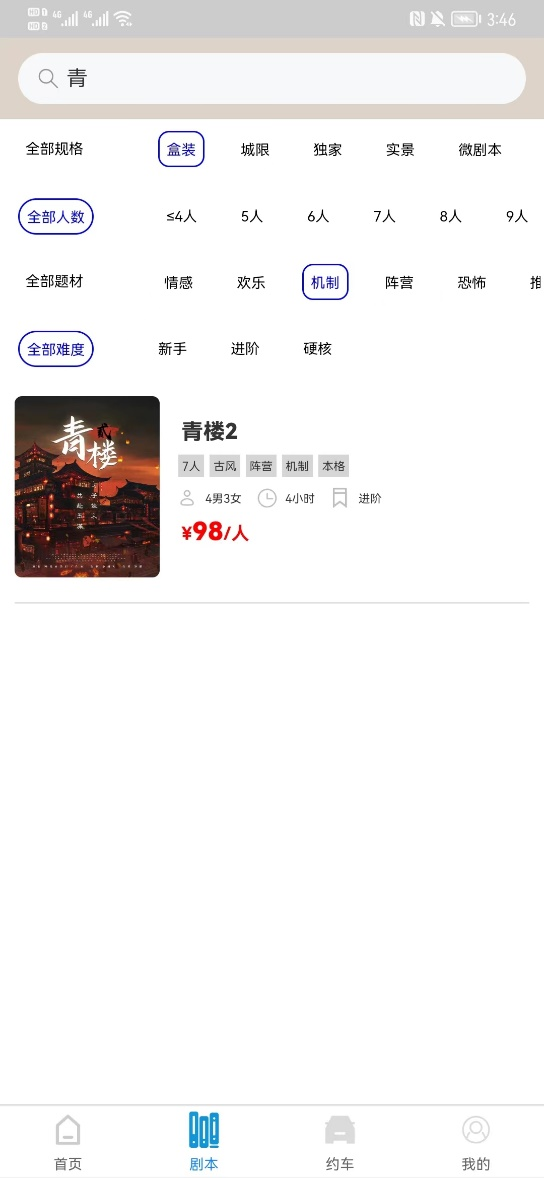 3:46
青
全部规格 盒装 城限 独家 实景 微剧本
全部人数 ≤4人 5人 6人 7人 8人 9人
全部题材 情感 欢乐 机制 阵营 恐怖
全部难度 新手 进阶 硬核
青楼
贰
青楼2
7人 古风 阵营 机制 本格
4男3女 4小时 进阶
¥98/人
首页 剧本 约车 我的